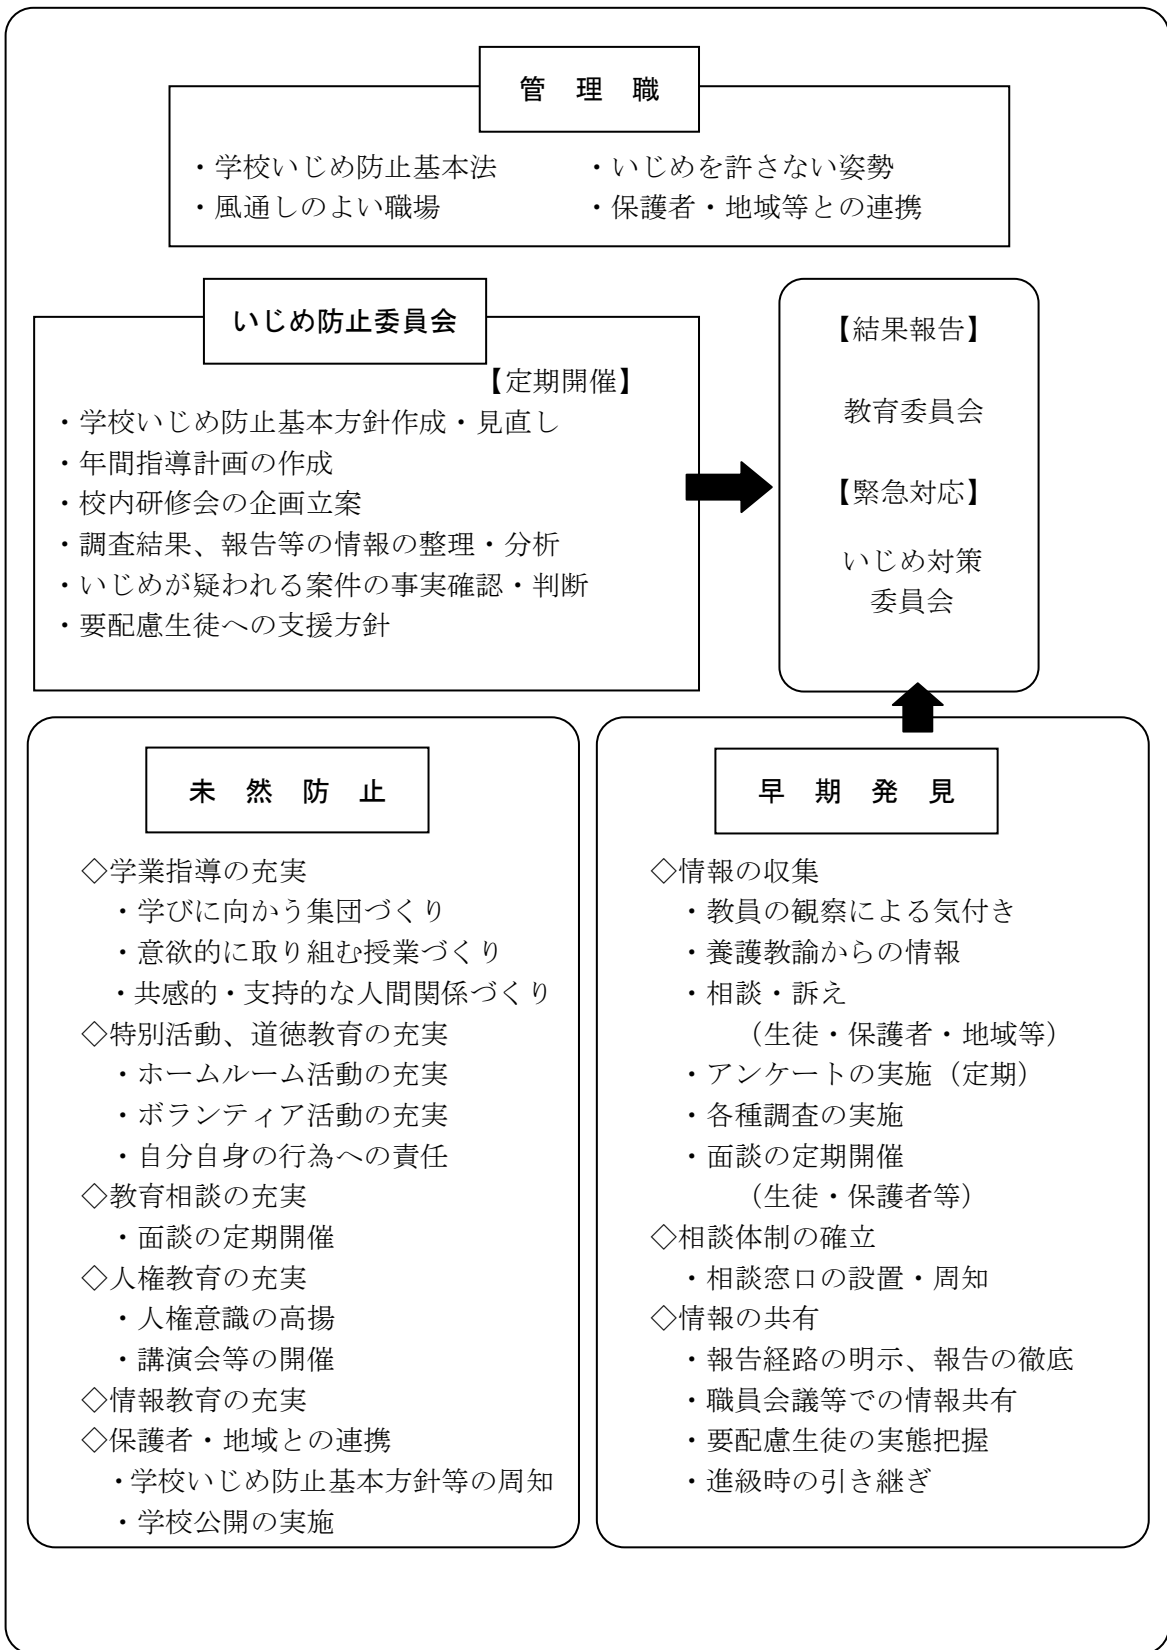 管 理 職
・学校いじめ防止基本法 ・いじめを許さない姿勢
・風通しのよい職場 ・保護者・地域等との連携
いじめ防止委員会
【定期開催】
・学校いじめ防止基本方針作成・見直し
・年間指導計画の作成
・校内研修会の企画立案
・調査結果、報告等の情報の整理・分析
・いじめが疑われる案件の事実確認・判断
・要配慮生徒への支援方針
【結果報告】
教育委員会
【緊急対応】
いじめ対策
委員会
未 然 防 止
◇学業指導の充実
・学びに向かう集団づくり
・意欲的に取り組む授業づくり
・共感的・支持的な人間関係づくり
◇特別活動、道徳教育の充実
・ホームルーム活動の充実
・ボランティア活動の充実
・自分自身の行為への責任
◇教育相談の充実
・面談の定期開催
◇人権教育の充実
・人権意識の高揚
・講演会等の開催
◇情報教育の充実
◇保護者・地域との連携
・学校いじめ防止基本方針等の周知
・学校公開の実施
早 期 発 見
◇情報の収集
・教員の観察による気付き
・養護教諭からの情報
・相談・訴え
（生徒・保護者・地域等）
・アンケートの実施（定期）
・各種調査の実施
・面談の定期開催
（生徒・保護者等）
◇相談体制の確立
・相談窓口の設置・周知
◇情報の共有
・報告経路の明示、報告の徹底
・職員会議等での情報共有
・要配慮生徒の実態把握
・進級時の引き継ぎ